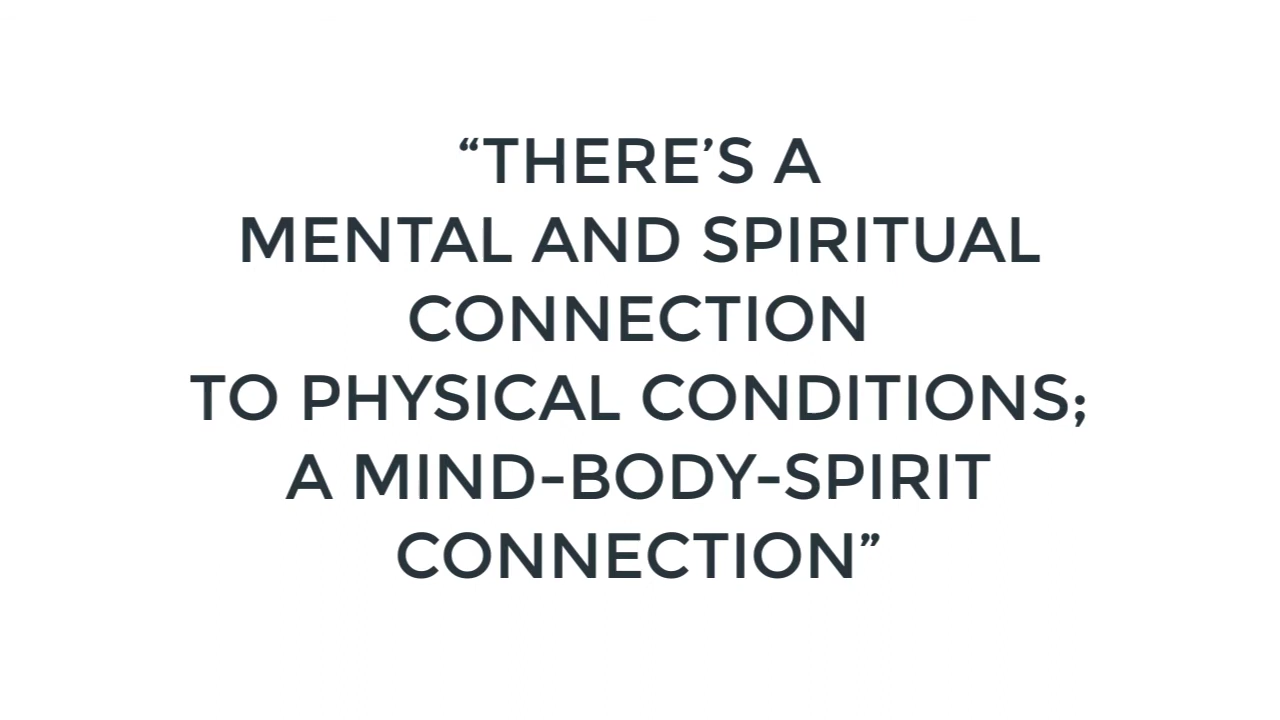 “THERE’S A
MENTAL AND SPIRITUAL
CONNECTION
TO PHYSICAL CONDITIONS;
A MIND-BODY-SPIRIT
CONNECTION”